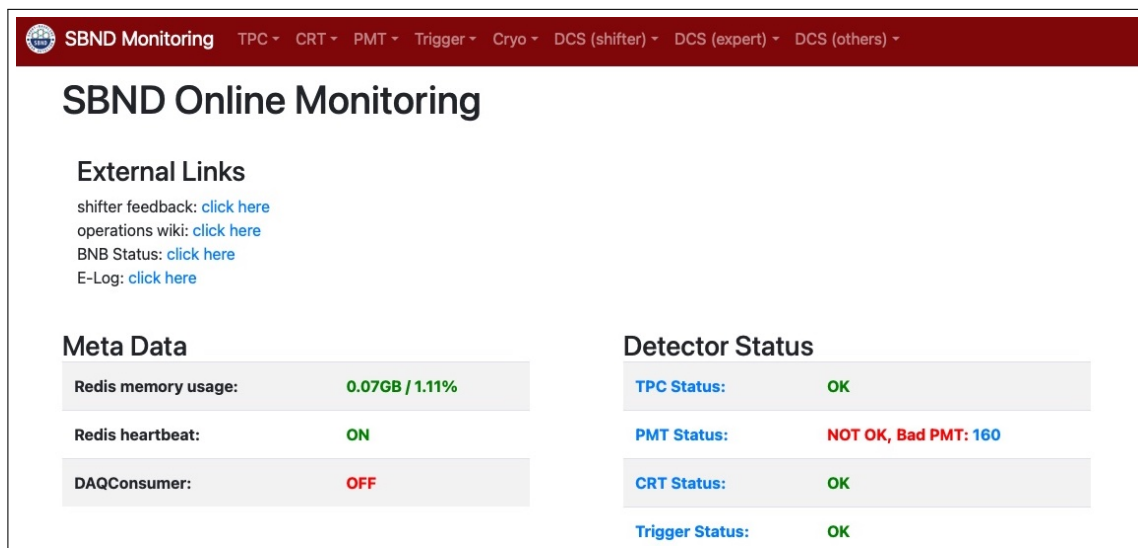 SBND Monitoring TPC CRT PMT Trigger Cryo DCS (shifter) DCS (expert) DCS (others)
SBND Online Monitoring
External Links
shifter feedback: click here
operations wiki: click here
BNB Status: click here
E-Log: click here
Meta Data
Redis memory usage: 0.07GB / 1.11%
Redis heartbeat: ON
DAQConsumer: OFF
Detector Status
TPC Status: OK
PMT Status: NOT OK, Bad PMT: 160
CRT Status: OK
Trigger Status: OK